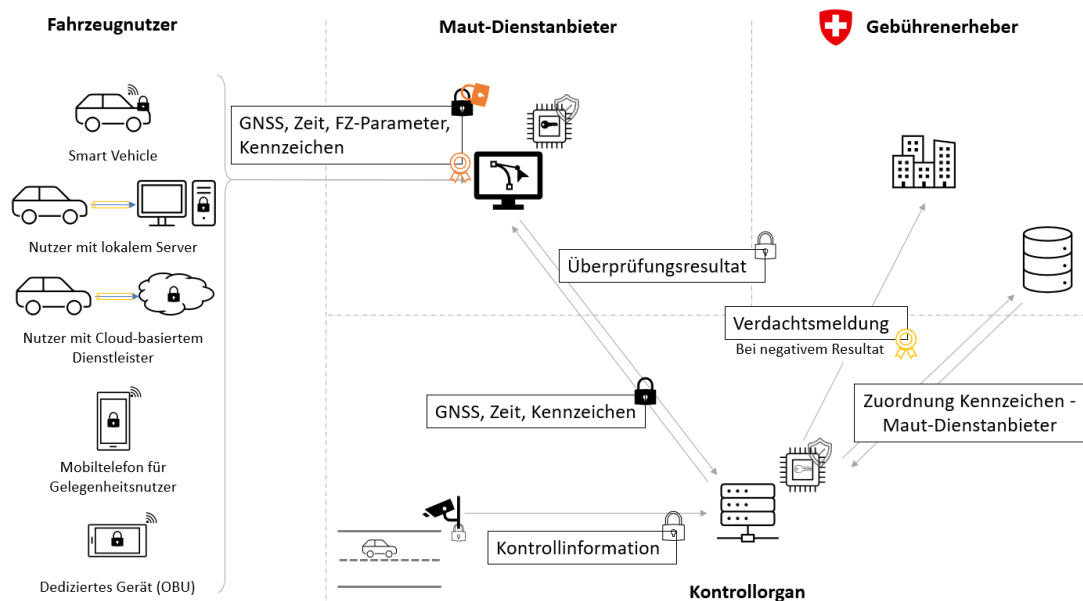 Fahrzeugnutzer
Maut-Dienstanbieter
Gebührenerheber
GNSS, Zeit, FZ-Parameter,
Kennzeichen
Smart Vehicle
Nutzer mit lokalem Server
Nutzer mit Cloud-basiertem
Dienstleister
Mobiltelefon für
Gelegenheitsnutzer
Dediziertes Gerät (OBU)
Überprüfungsresultat
Verdachtsmeldung
Bei negativem Resultat
GNSS, Zeit, Kennzeichen
Zuordnung Kennzeichen -
Maut-Dienstanbieter
Kontrollinformation
Kontrollorgan